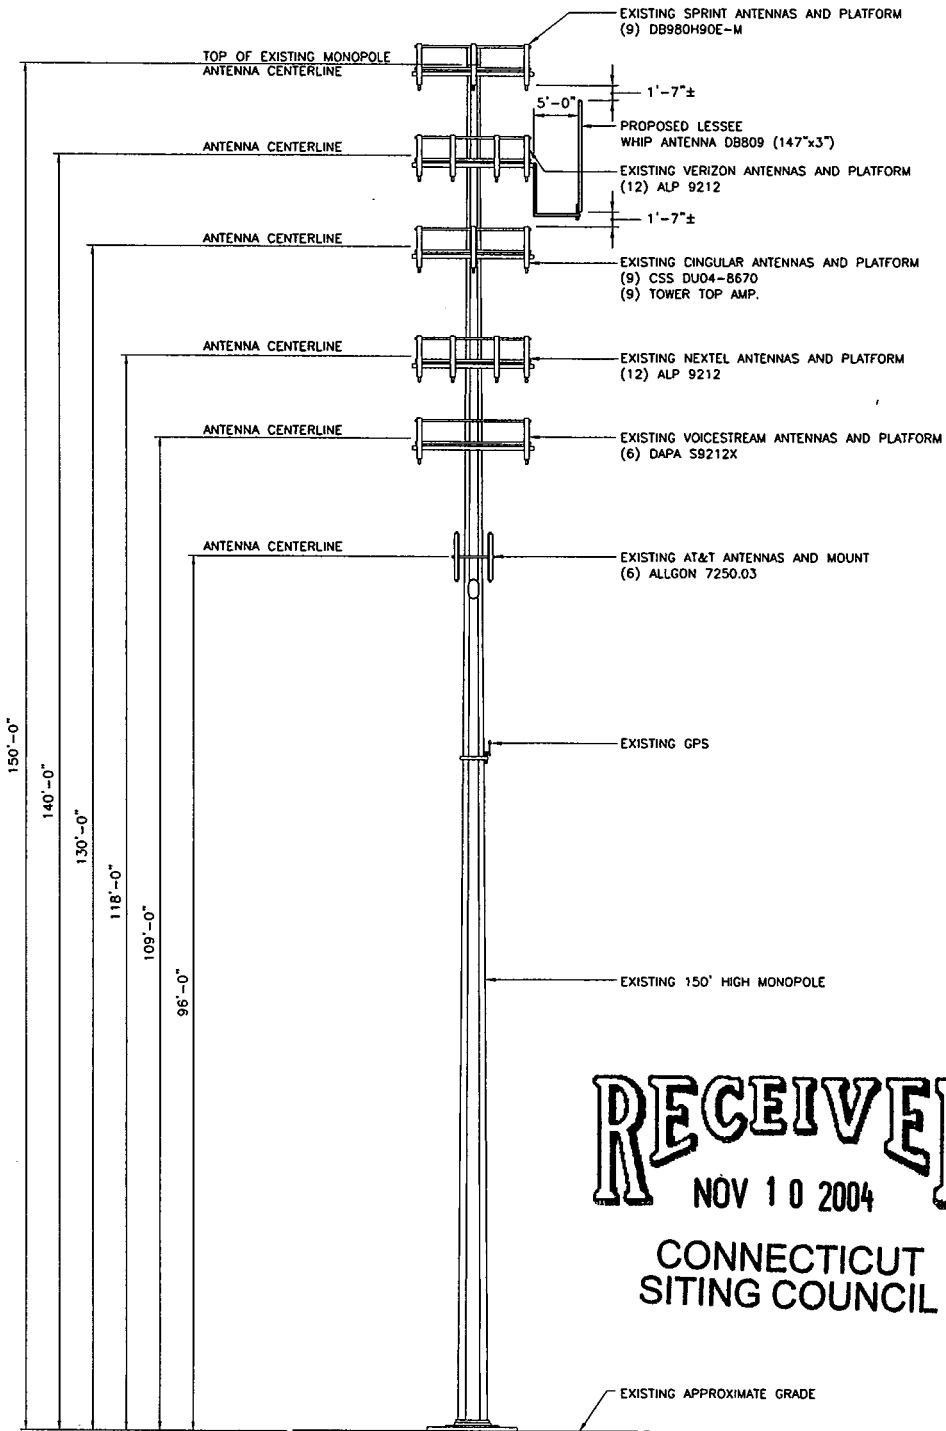 EXISTING SPRINT ANTENNAS AND PLATFORM
(9) DB980H90E-M
TOP OF EXISTING MONOPOLE
ANTENNA CENTERLINE
1'-7"±
5'-0"
PROPOSED LESSEE
WHIP ANTENNA DB809 (147"x3")
ANTENNA CENTERLINE
EXISTING VERIZON ANTENNAS AND PLATFORM
(12) ALP 9212
1'-7"±
ANTENNA CENTERLINE
EXISTING CINGULAR ANTENNAS AND PLATFORM
(9) CSS DUO4-8670
(9) TOWER TOP AMP.
ANTENNA CENTERLINE
EXISTING NEXTEL ANTENNAS AND PLATFORM
(12) ALP 9212
ANTENNA CENTERLINE
EXISTING VOICESTREAM ANTENNAS AND PLATFORM
(6) DAPA S9212X
ANTENNA CENTERLINE
EXISTING AT&T ANTENNAS AND MOUNT
(6) ALLGON 7250.03
EXISTING GPS
150'-0"
140'-0"
130'-0"
118'-0"
109'-0"
96'-0"
EXISTING 150' HIGH MONOPOLE
RECEIVE
NOV 10 2004
CONNECTICUT
SITING COUNCIL
EXISTING APPROXIMATE GRADE